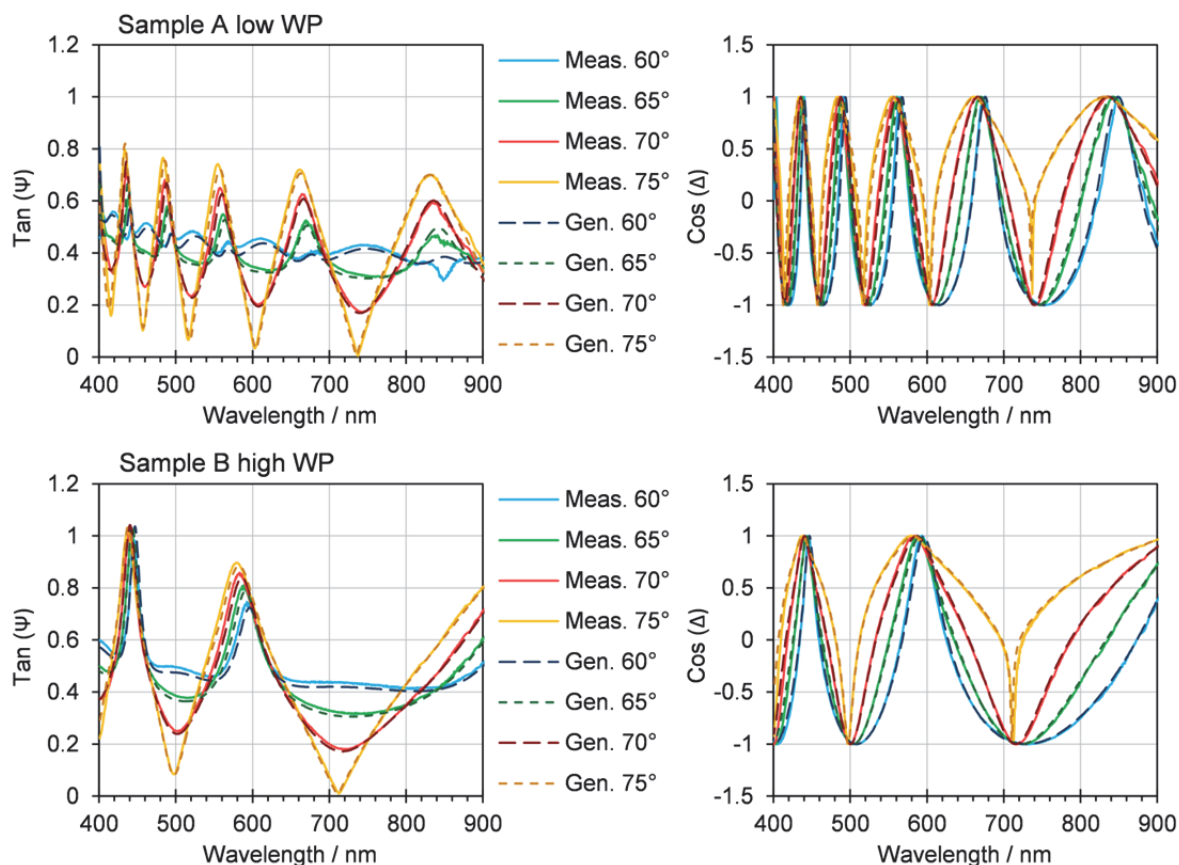 Sample A low WP
1.2
1
0.8
0.6
0.4
0.2
0
Tan (Ψ)
400 500 600 700 800 900
Wavelength / nm
Meas. 60°
Meas. 65°
Meas. 70°
Meas. 75°
Gen. 60°
Gen. 65°
Gen. 70°
Gen. 75°
1.5
1
0.5
0
-0.5
-1
-1.5
Cos (Δ)
400 500 600 700 800 900
Wavelength / nm
Sample B high WP
1.2
1
0.8
0.6
0.4
0.2
0
Tan (Ψ)
400 500 600 700 800 900
Wavelength / nm
Meas. 60°
Meas. 65°
Meas. 70°
Meas. 75°
Gen. 60°
Gen. 65°
Gen. 70°
Gen. 75°
1.5
1
0.5
0
-0.5
-1
-1.5
Cos (Δ)
400 500 600 700 800 900
Wavelength / nm